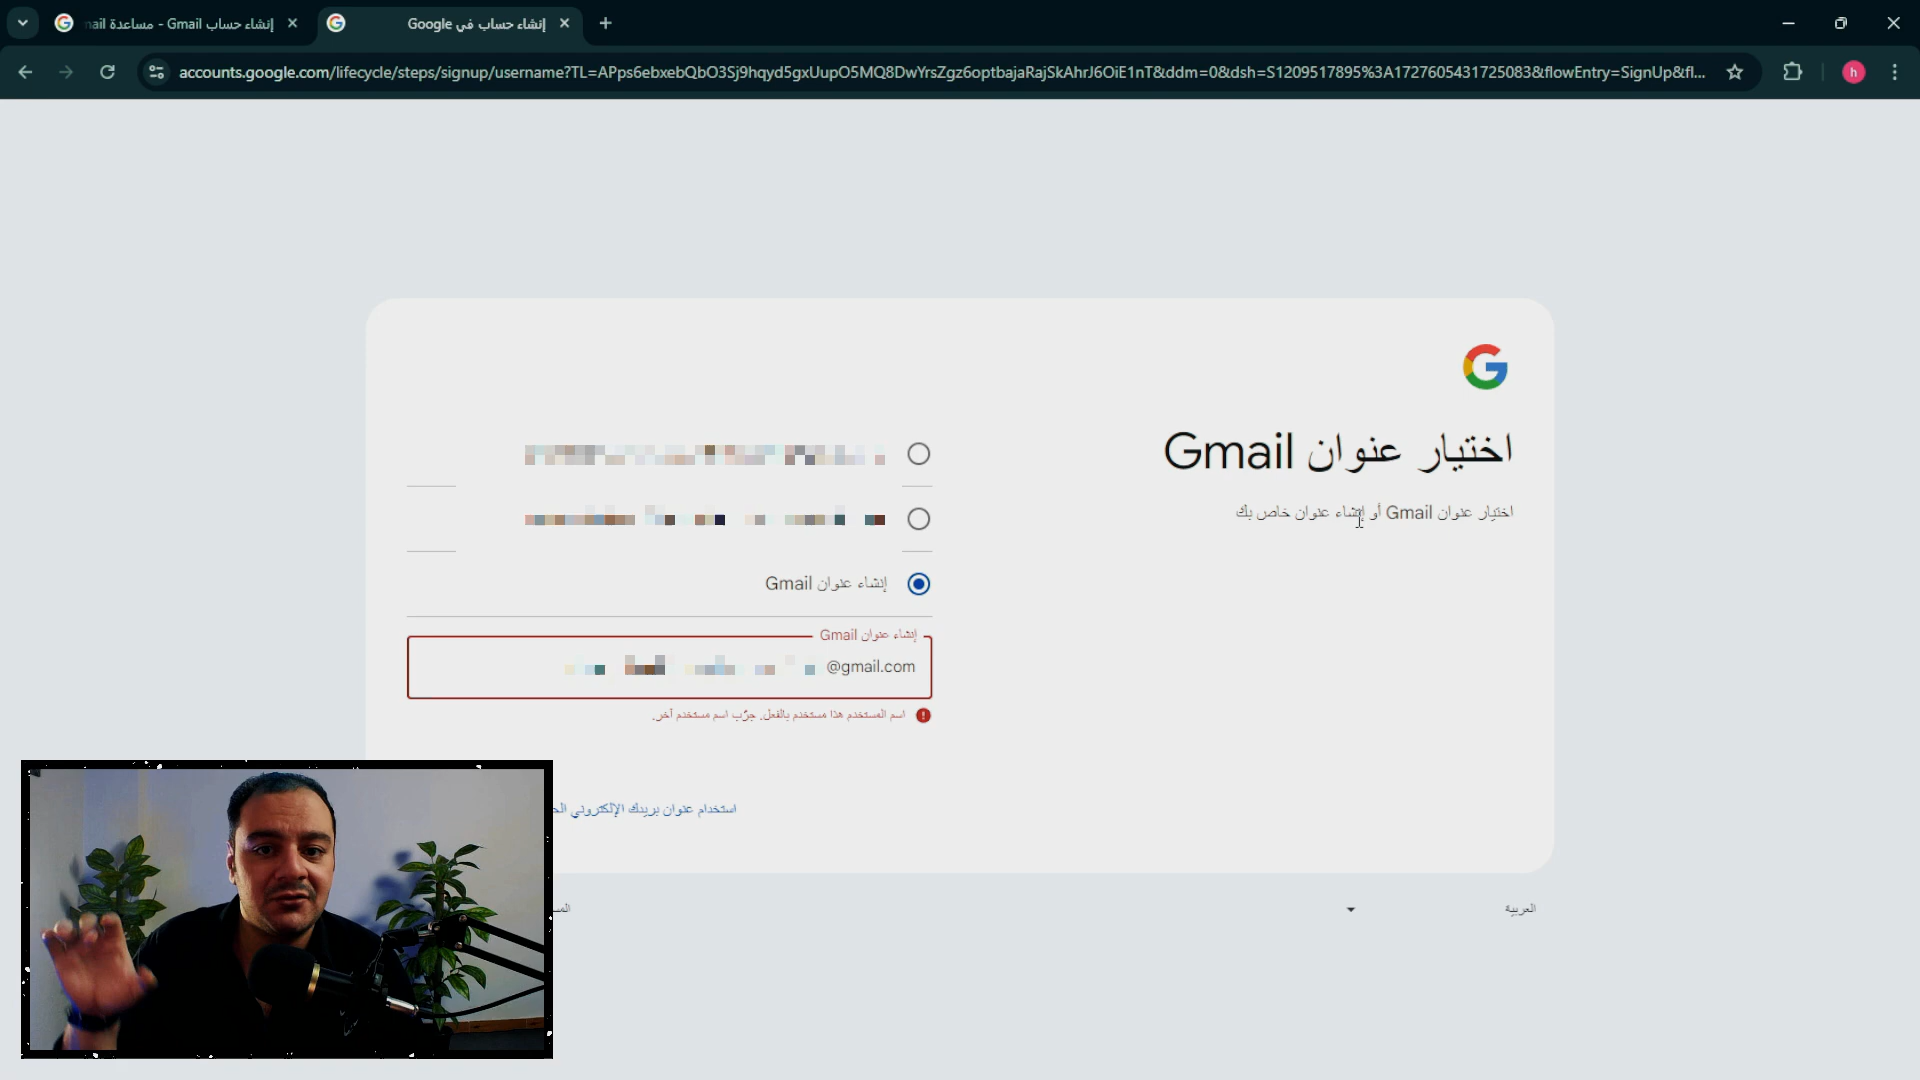 إنشاء حساب Gmail - مساعدة
إنشاء حساب في Google
accounts.google.com/lifecycle/steps/signup/username?TL=APps6ebxebQbO3Sj9hqyd5gxUupO5MQ8DwYrsZgz6optbajaRajSkAhrJ6OiE1nT&ddm=0&dsh=S1209517895%3A1727605431725083&flowEntry=SignUp&fl...
h
اختيار عنوان Gmail
اختيار عنوان Gmail أو إنشاء عنوان خاص بك
إنشاء عنوان Gmail
إنشاء عنوان Gmail
@gmail.com
اسم المستخدم هذا مستخدم بالفعل. جرّب اسم مستخدم آخر.
استخدام عنوان بريدك الإلكتروني
العربية